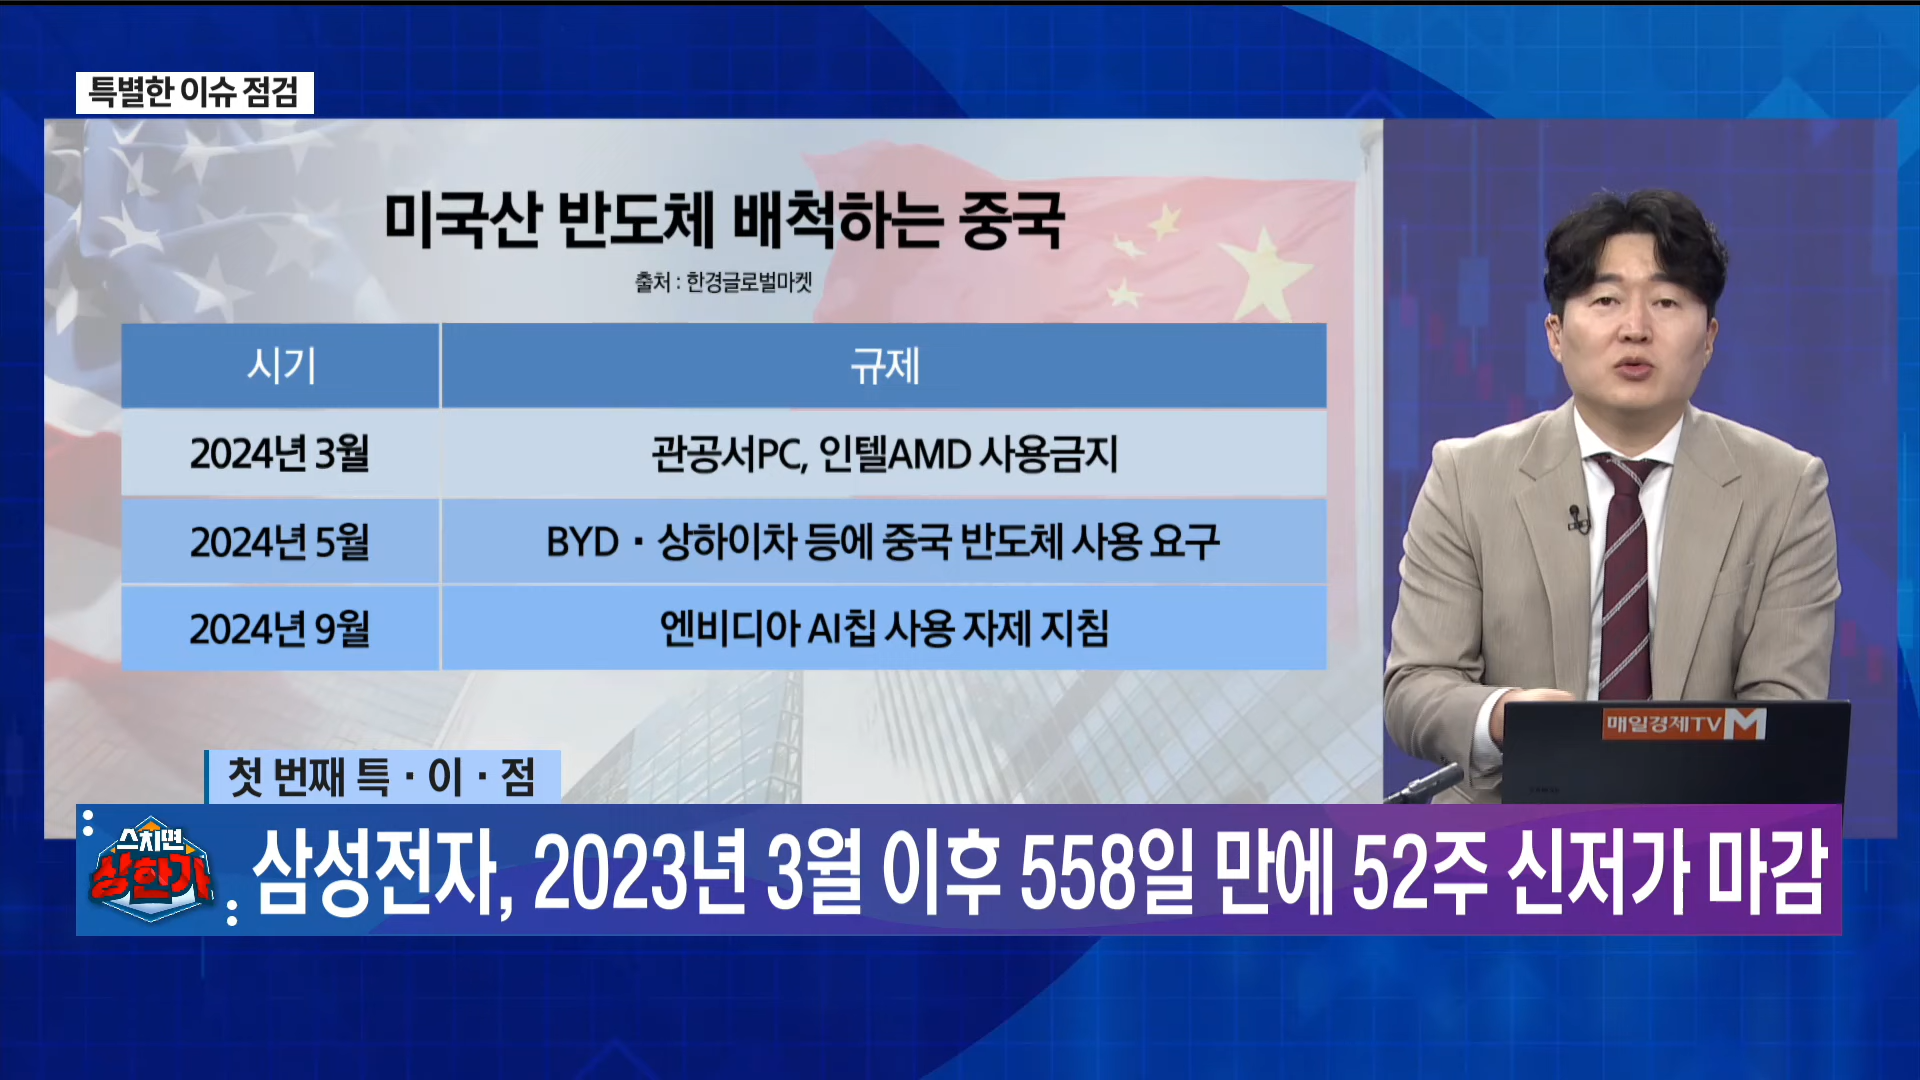 특별한 이슈 점검
미국산 반도체 배척하는 중국
출처 : 한경글로벌마켓
시기 규제
2024년 3월 관공서PC, 인텔AMD 사용금지
2024년 5월 BYD · 상하이차 등에 중국 반도체 사용 요구
2024년 9월 엔비디아 AI칩 사용 자제 지침
매일경제TV M
첫 번째 특 · 이 · 점
스치면
상한가
삼성전자, 2023년 3월 이후 558일 만에 52주 신저가 마감